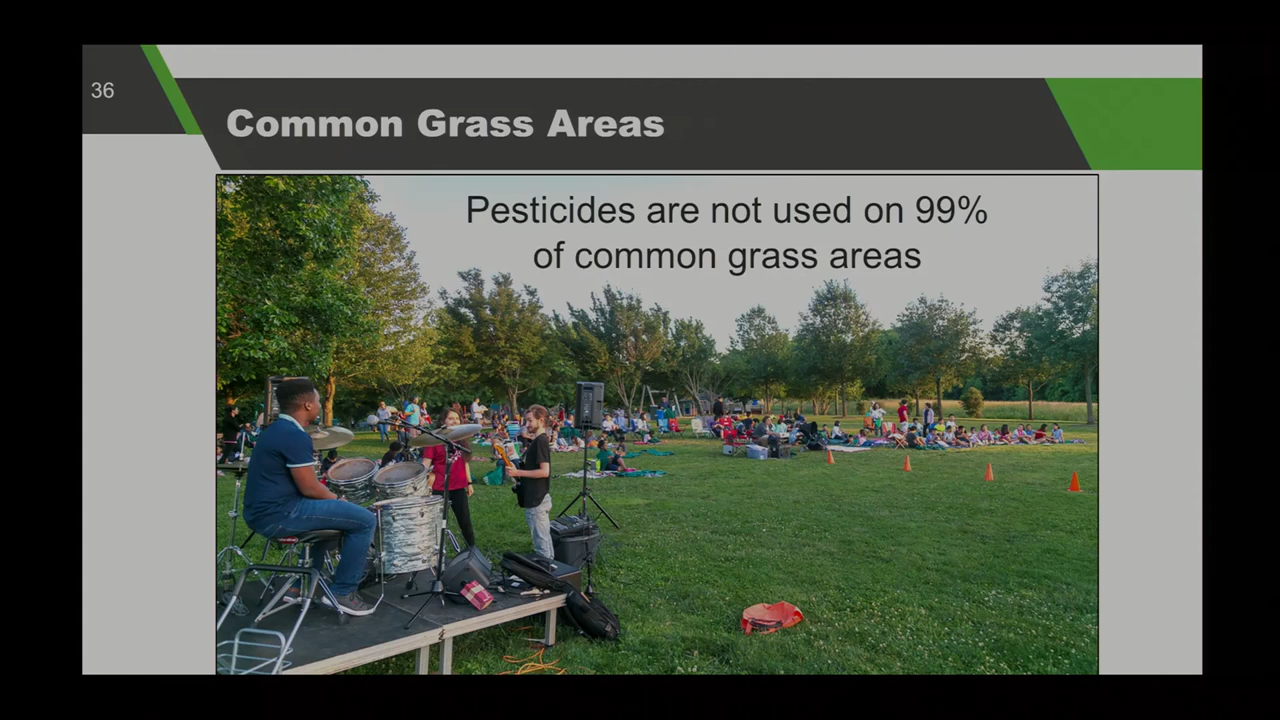 36
Common Grass Areas
Pesticides are not used on 99%
of common grass areas